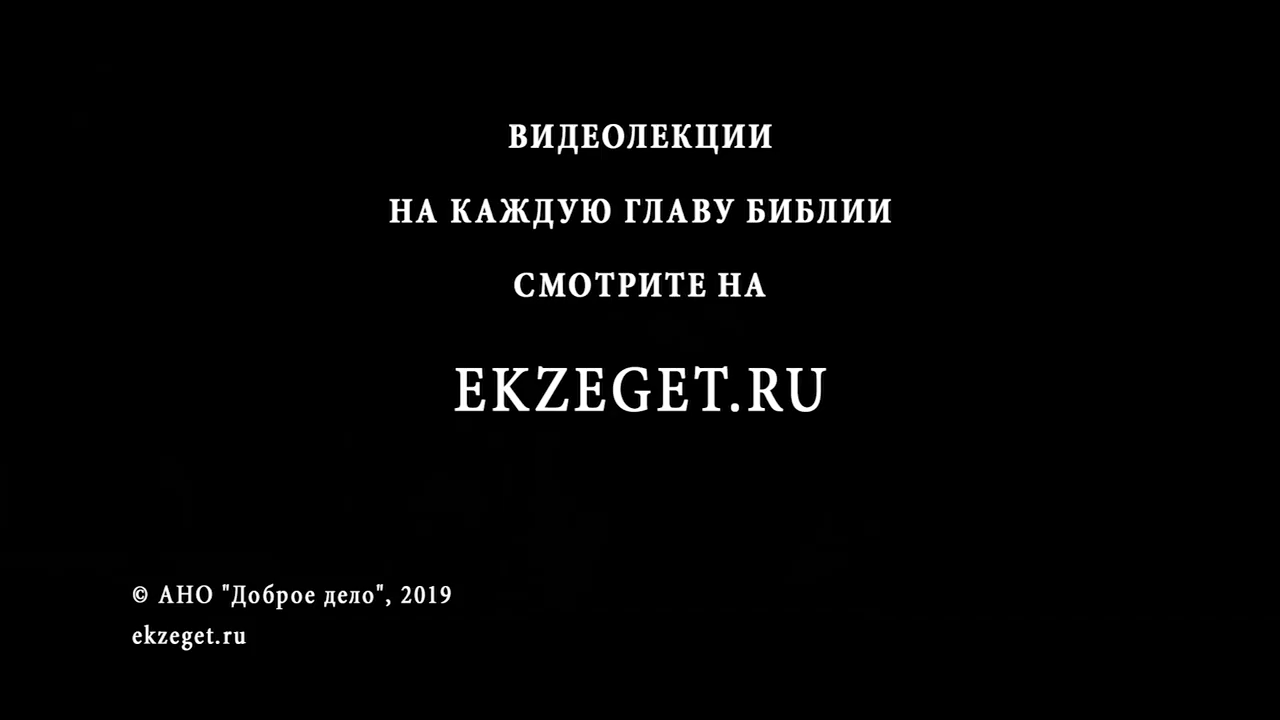 ВИДЕОЛЕКЦИИ
НА КАЖДУЮ ГЛАВУ БИБЛИИ
СМОТРИТЕ НА
EKZEGET.RU
© АНО "Доброе дело", 2019
ekzeget.ru